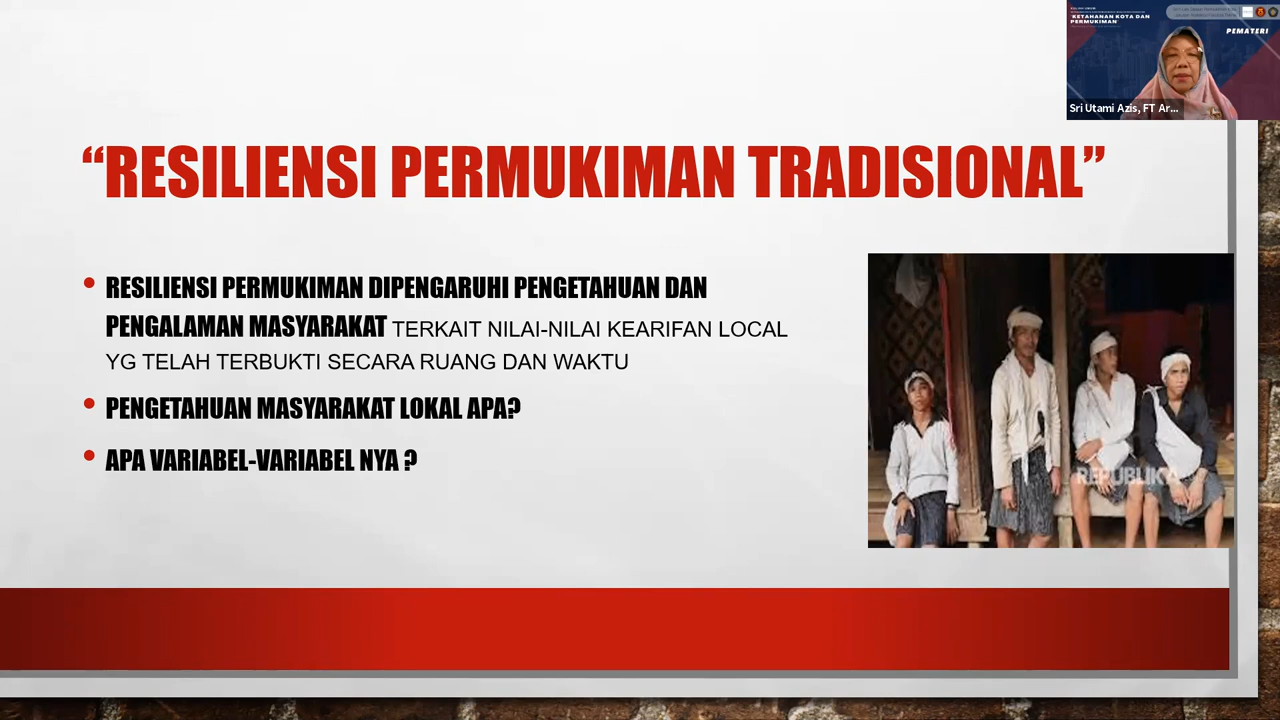 "KETAHANAN KOTA DAN
PERMUKIMAN"
PEMATERI
Sri Utami Azis, FT Ar...
“RESILIENSI PERMUKIMAN TRADISIONAL”
• RESILIENSI PERMUKIMAN DIPENGARUHI PENGETAHUAN DAN
PENGALAMAN MASYARAKAT TERKAIT NILAI-NILAI KEARIFAN LOCAL
YG TELAH TERBUKTI SECARA RUANG DAN WAKTU
• PENGETAHUAN MASYARAKAT LOKAL APA?
• APA VARIABEL-VARIABEL NYA ?
REPUBLIKA